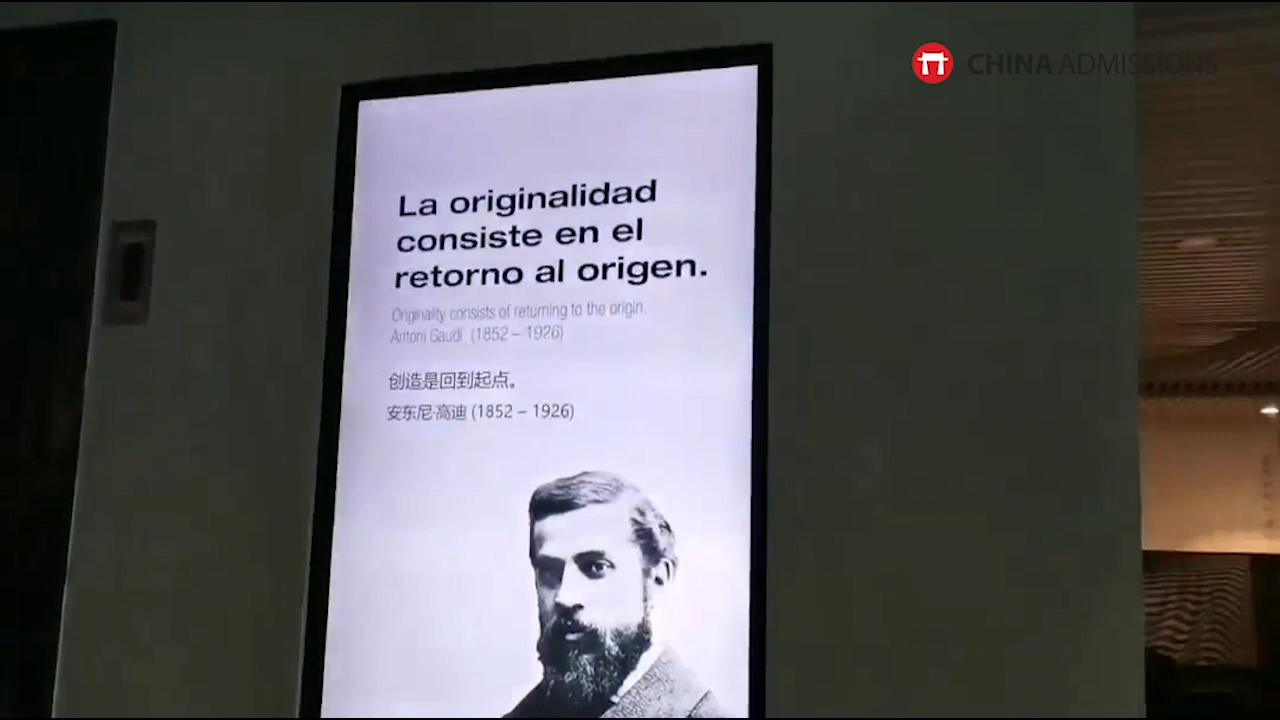 CHINA ADMISSIONS
La originalidad
consiste en el
retorno al origen.
Originality consists of returning to the origin.
Antoni Gaudí (1852 – 1926)
创造是回到起点。
安东尼·高迪 (1852 – 1926)